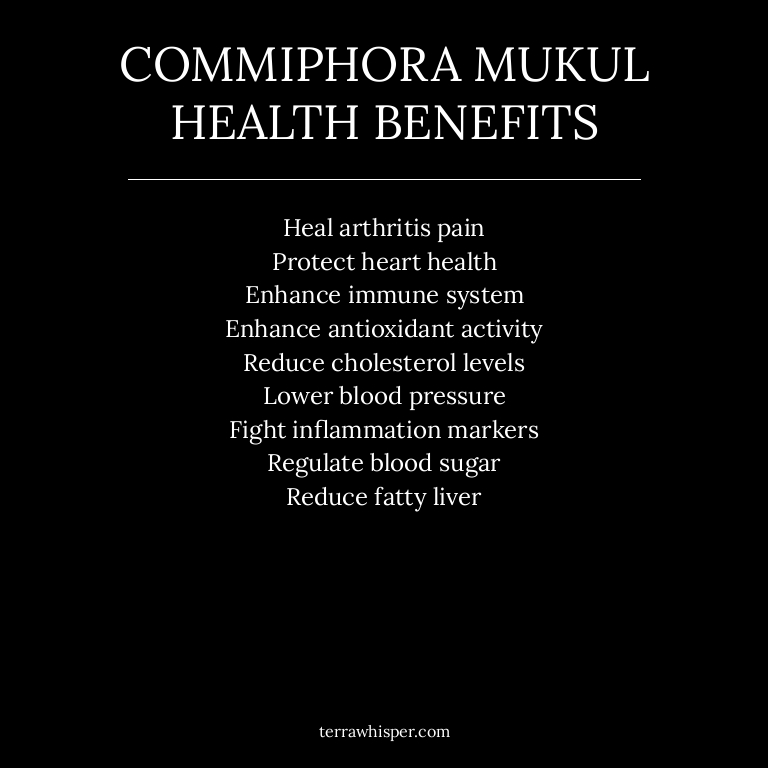 COMMIPHORA MUKUL
HEALTH BENEFITS
Heal arthritis pain
Protect heart health
Enhance immune system
Enhance antioxidant activity
Reduce cholesterol levels
Lower blood pressure
Fight inflammation markers
Regulate blood sugar
Reduce fatty liver
terrawhisper.com